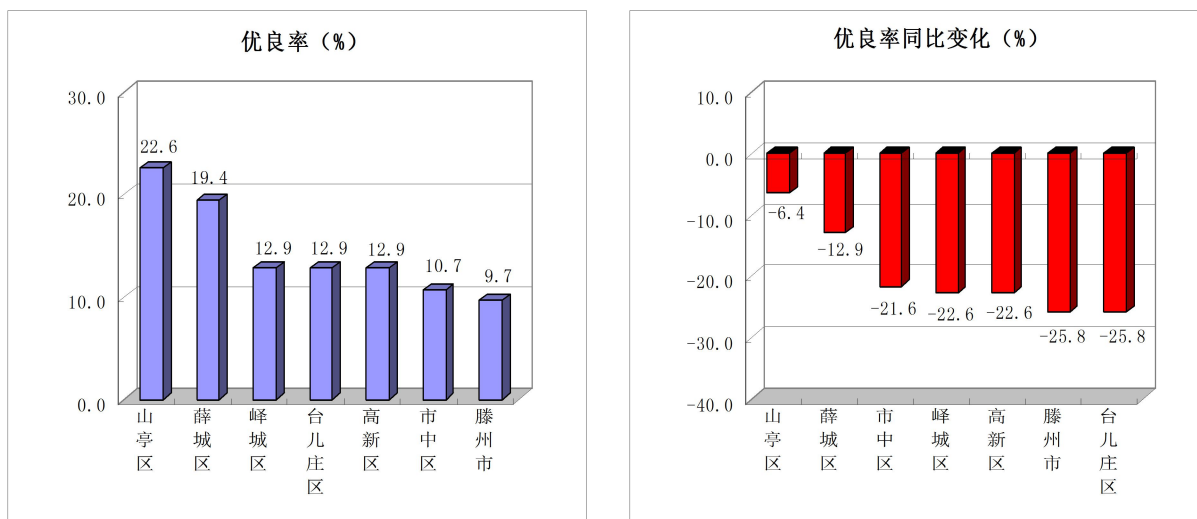 优良率（%）
30.0
20.0
10.0
0.0
22.6
19.4
12.9
12.9
12.9
10.7
9.7
山亭区
薛城区
峄城区
台儿庄区
高新区
市中区
滕州市
优良率同比变化（%）
10.0
0.0
-10.0
-20.0
-30.0
-40.0
-6.4
-12.9
-21.6
-22.6
-22.6
-25.8
-25.8
山亭区
薛城区
市中区
峄城区
高新区
滕州市
台儿庄区